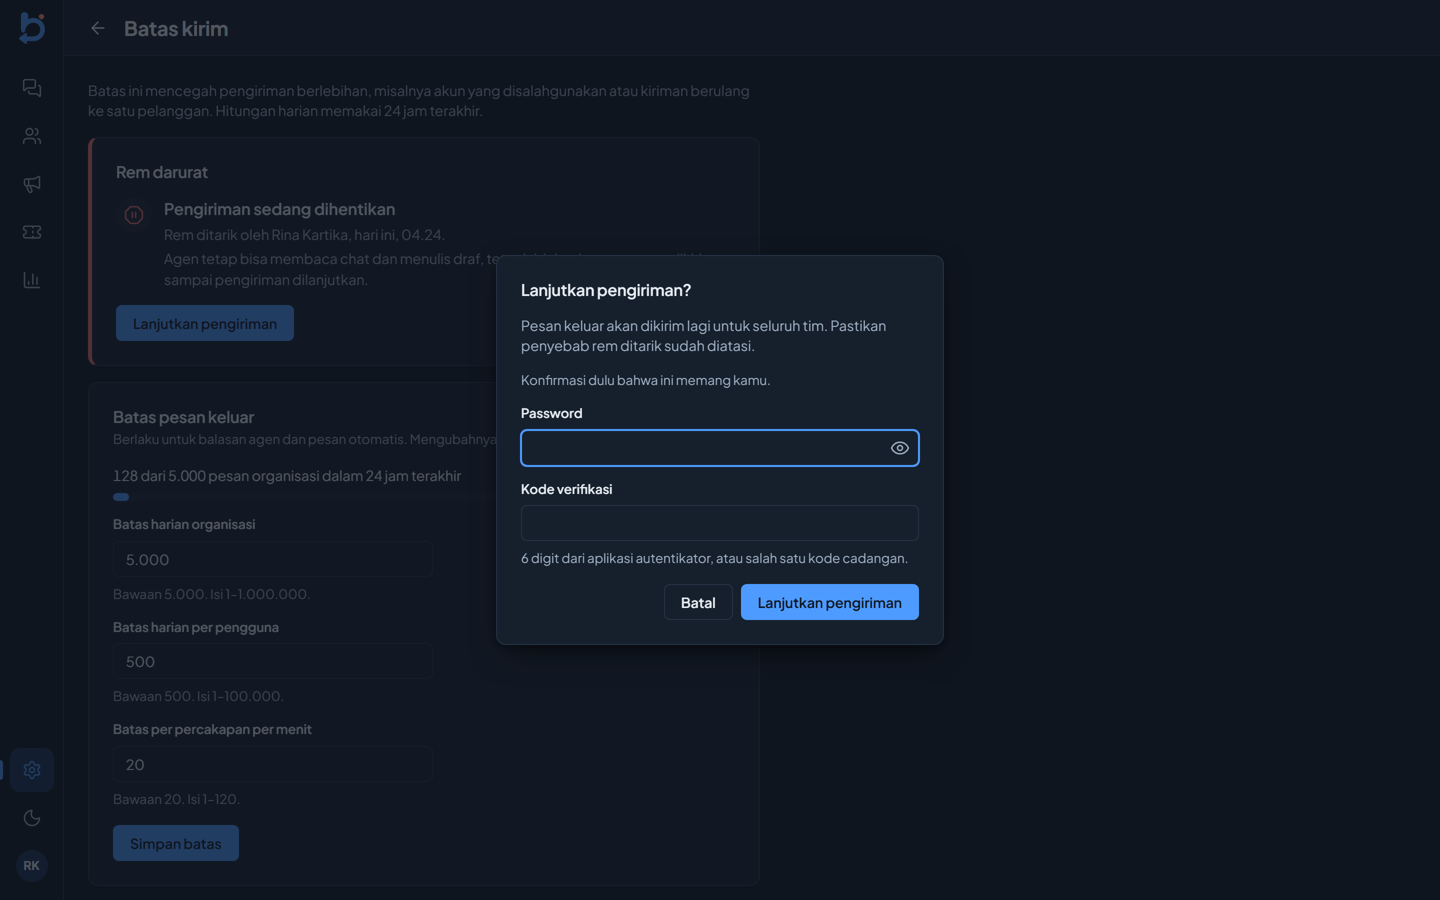 Batas kirim
Batas ini mencegah pengiriman berlebihan, misalnya akun yang disalahgunakan atau kiriman berulang
ke satu pelanggan. Hitungan harian memakai 24 jam terakhir.
Rem darurat
Pengiriman sedang dihentikan
Rem ditarik oleh Rina Kartika, hari ini, 04.24.
Agen tetap bisa membaca chat dan menulis draf,
sampai pengiriman dilanjutkan.
Lanjutkan pengiriman
Batas pesan keluar
Berlaku untuk balasan agen dan pesan otomatis. Mengubahnya
128 dari 5.000 pesan organisasi dalam 24 jam terakhir
Batas harian organisasi
5.000
Bawaan 5.000. Isi 1–1.000.000.
Batas harian per pengguna
500
Bawaan 500. Isi 1–100.000.
Batas per percakapan per menit
20
Bawaan 20. Isi 1–120.
Simpan batas
RK
Lanjutkan pengiriman?
Pesan keluar akan dikirim lagi untuk seluruh tim. Pastikan
penyebab rem ditarik sudah diatasi.
Konfirmasi dulu bahwa ini memang kamu.
Password
Kode verifikasi
6 digit dari aplikasi autentikator, atau salah satu kode cadangan.
Batal
Lanjutkan pengiriman